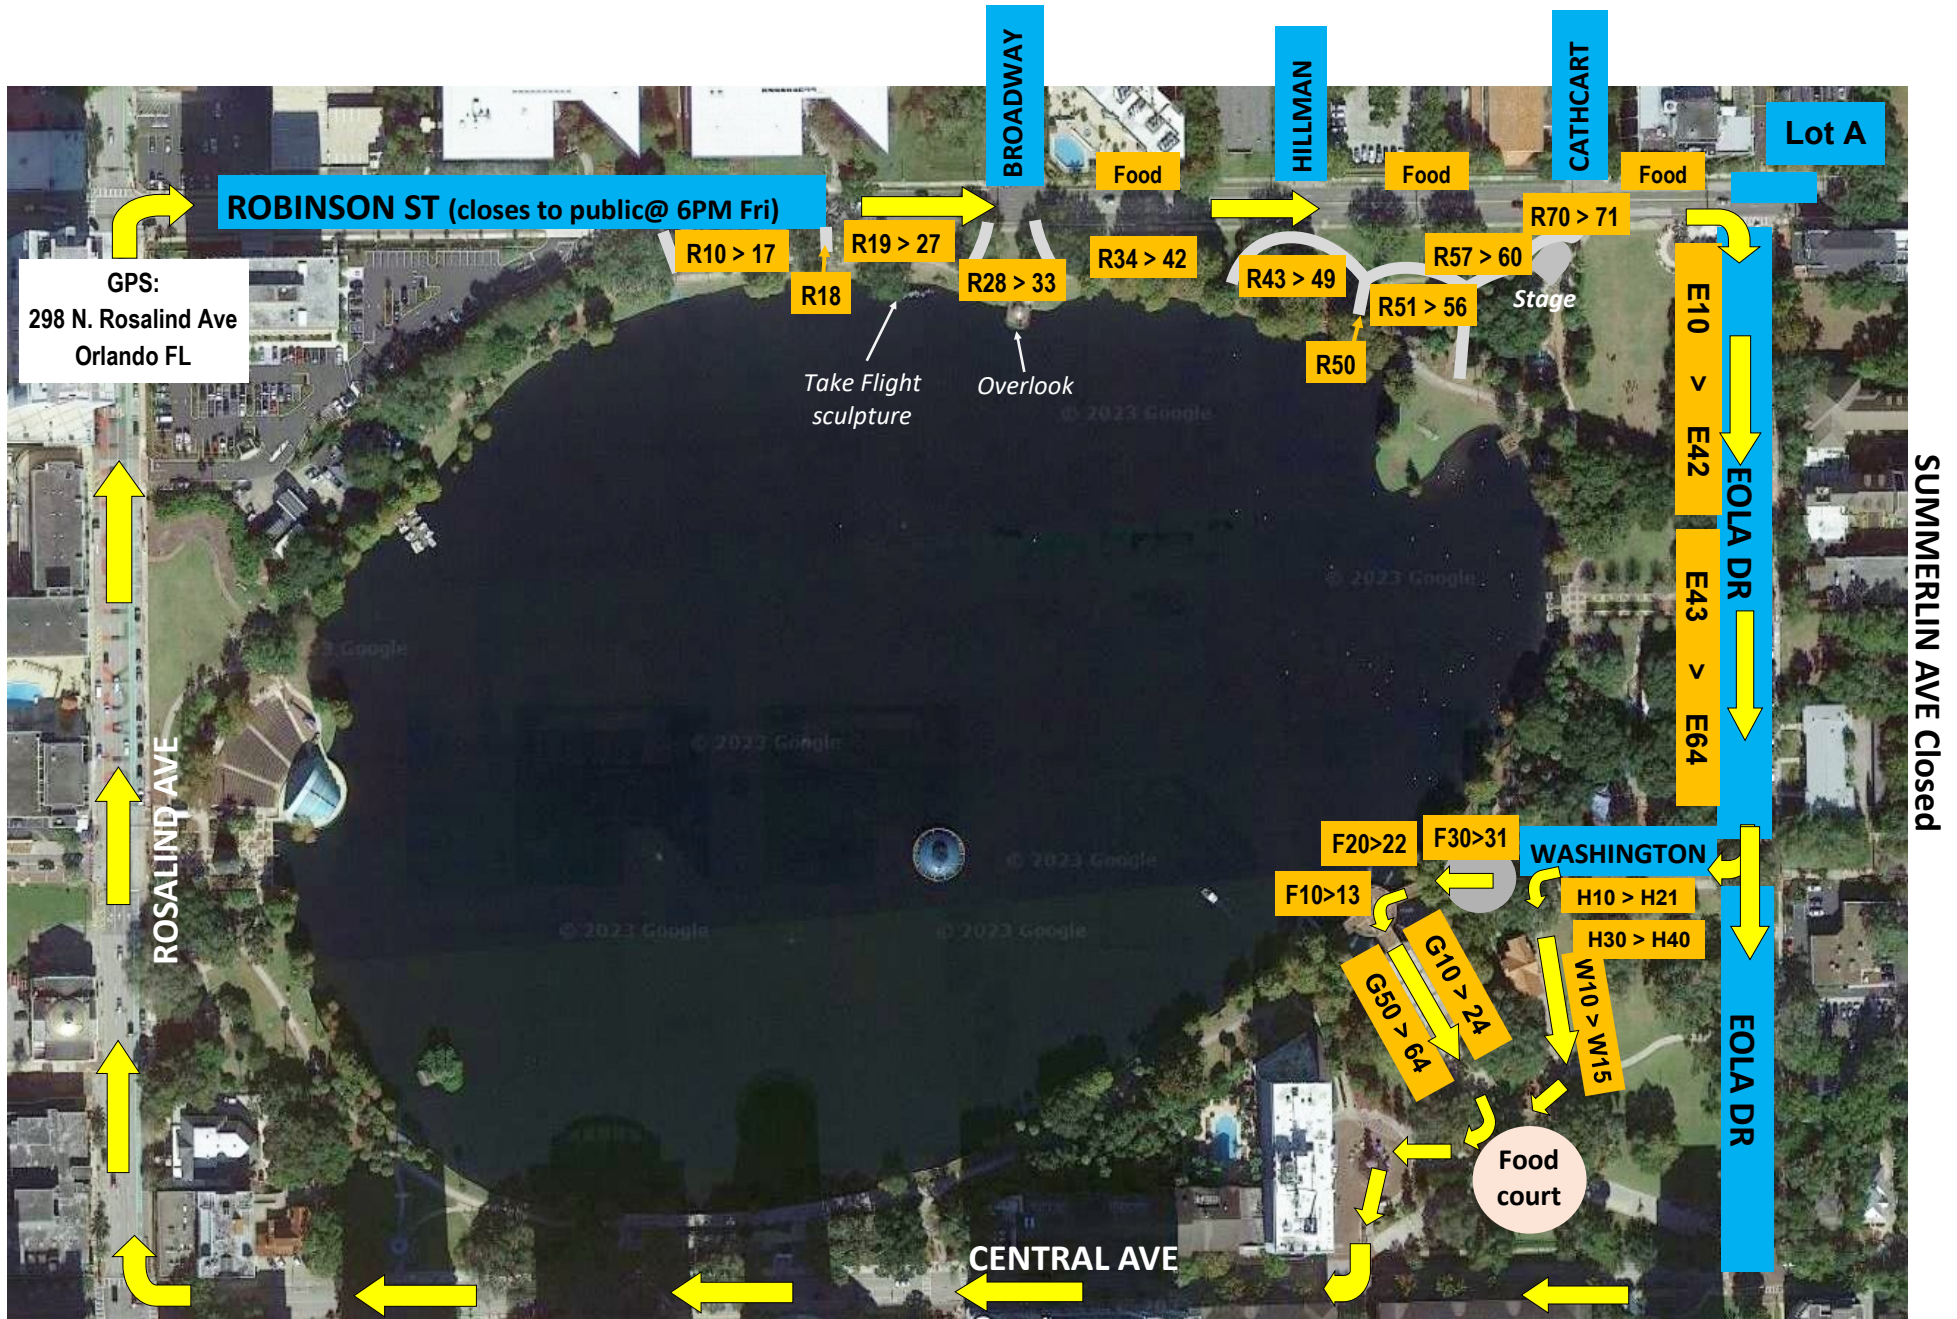 BROADWAY
HILLMAN
CATHCART
Lot A
Food
Food
Food
ROBINSON ST (closes to public@ 6PM Fri)
R10 > 17
R18
R19 > 27
R28 > 33
R34 > 42
R43 > 49
R50
R51 > 56
R57 > 60
R70 > 71
Stage
GPS:
298 N. Rosalind Ave
Orlando FL
Take Flight
sculpture
Overlook
© 2023 Google
© 2023 Google
23 Google
© 2023 Google
© 2023 Google
© 2023 Google
© 2023 Google
E10 > E42
EOLA DR
E43 > E64
SUMMERLIN AVE Closed
ROSALIND AVE
F20>22
F30>31
WASHINGTON
F10>13
H10 > H21
H30 > H40
G10 > 24
G50 > 64
W10 > W15
EOLA DR
Food
court
CENTRAL AVE